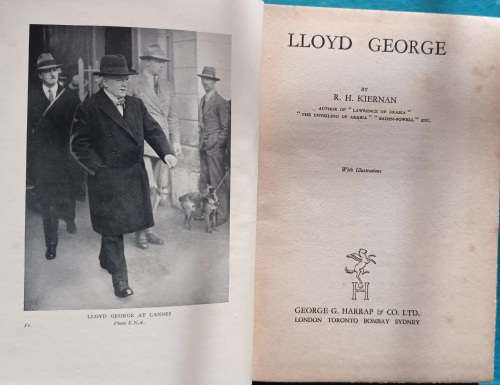 LLOYD GEORGE AT CANNES
Photo E.N.A.
Fr.
LLOYD GEORGE
BY
R. H. KIERNAN
AUTHOR OF "LAWRENCE OF ARABIA"
"THE UNVEILING OF ARABIA" "BADEN-POWELL" ETC.
With Illustrations
H
GEORGE G. HARRAP & CO. LTD.
LONDON TORONTO BOMBAY SYDNEY